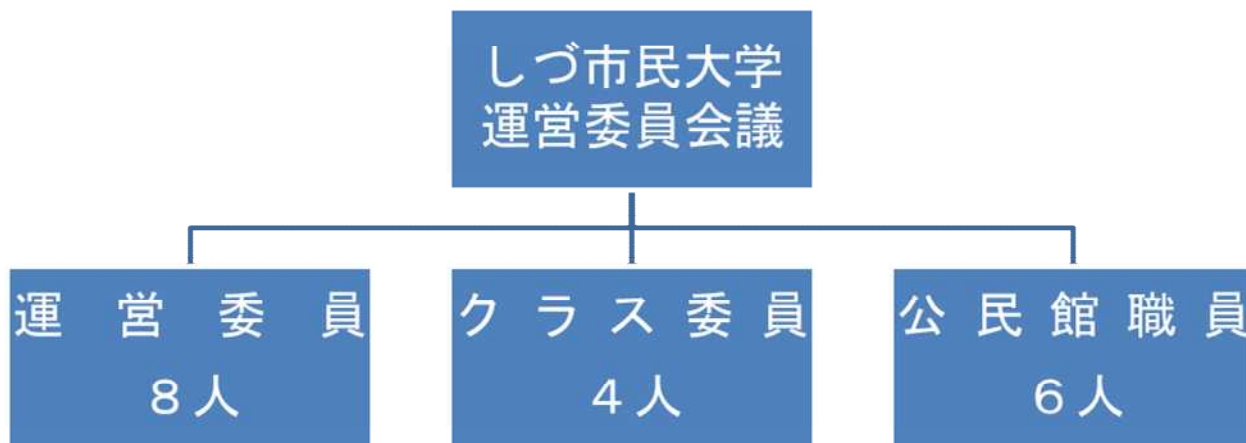 しづ市民大学
運営委員会議
運営委員
８人
クラス委員
４人
公民館職員
６人